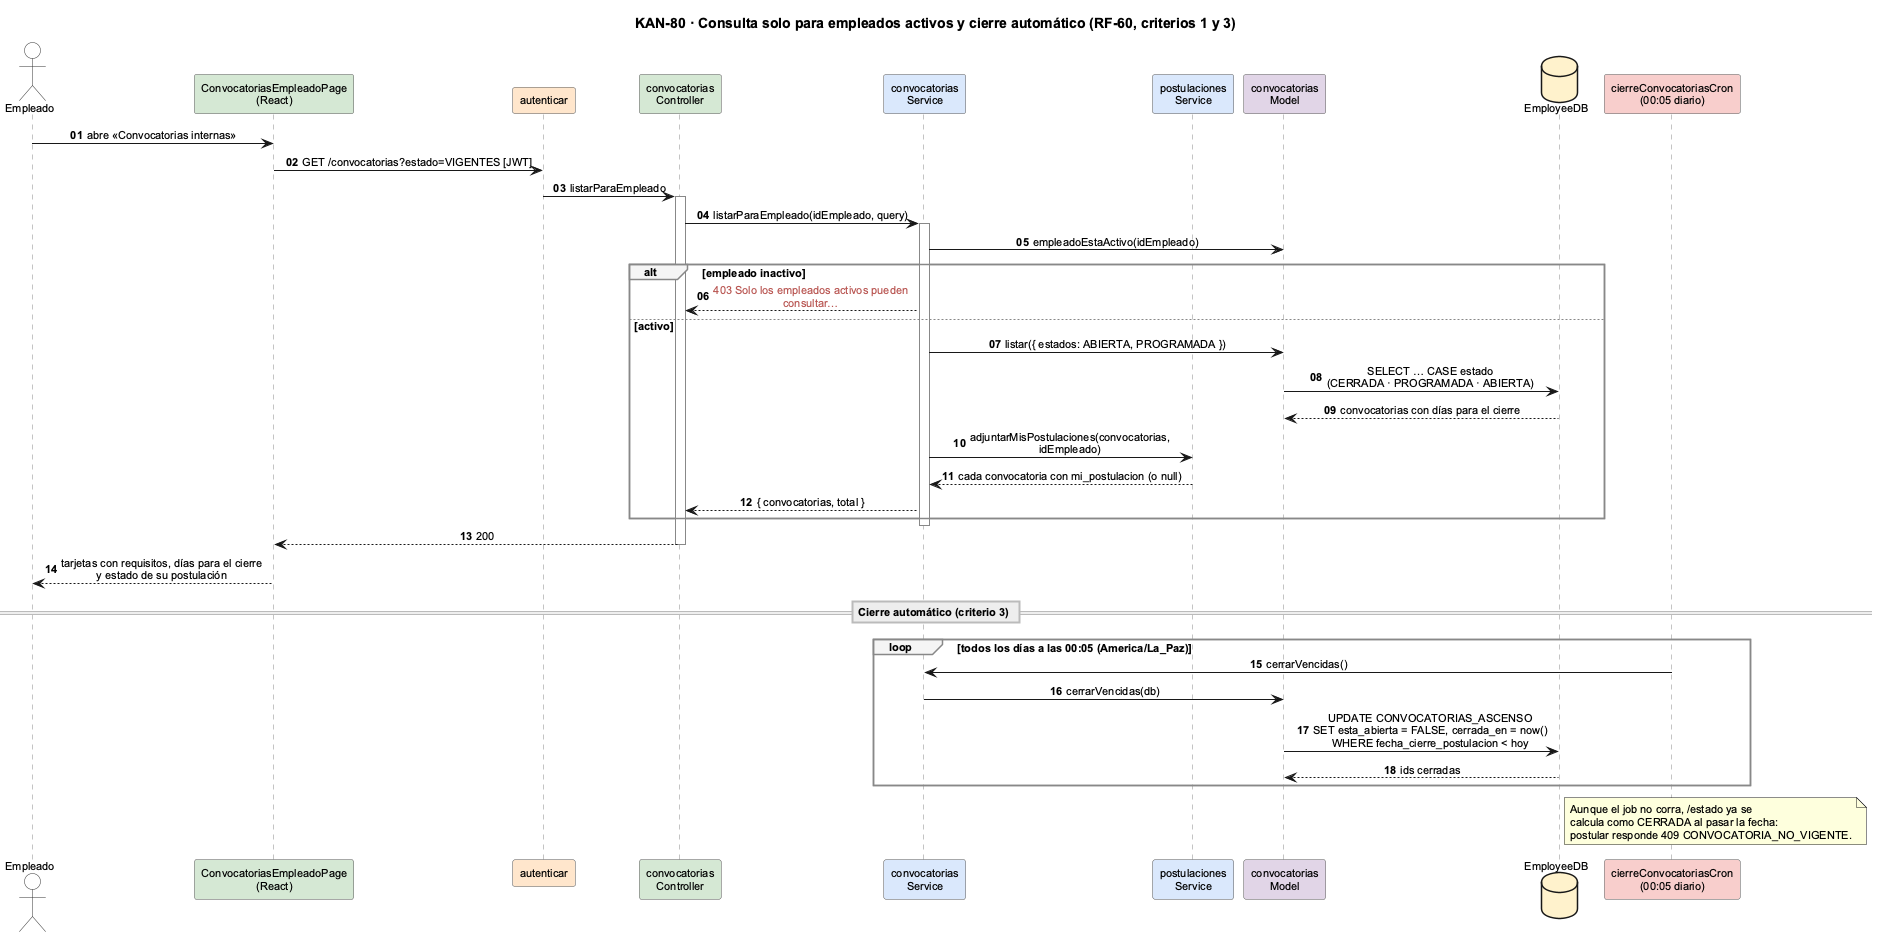 KAN-80 · Consulta solo para empleados activos y cierre automático (RF-60, criterios 1 y 3)
Empleado
ConvocatoriasEmpleadoPage
(React)
autenticar
convocatorias
Controller
convocatorias
Service
postulaciones
Service
convocatorias
Model
EmployeeDB
cierreConvocatoriasCron
(00:05 diario)
01 abre «Convocatorias internas»
02 GET /convocatorias?estado=VIGENTES [JWT]
03 listarParaEmpleado
04 listarParaEmpleado(idEmpleado, query)
05 empleadoEstaActivo(idEmpleado)
alt [empleado inactivo]
06 403 Solo los empleados activos pueden
consultar…
[activo]
07 listar({ estados: ABIERTA, PROGRAMADA })
08 SELECT … CASE estado
(CERRADA · PROGRAMADA · ABIERTA)
09 convocatorias con días para el cierre
10 adjuntarMisPostulaciones(convocatorias,
idEmpleado)
11 cada convocatoria con mi_postulacion (o null)
12 { convocatorias, total }
13 200
14 tarjetas con requisitos, días para el cierre
y estado de su postulación
Cierre automático (criterio 3)
loop [todos los días a las 00:05 (America/La_Paz)]
15 cerrarVencidas()
16 cerrarVencidas(db)
UPDATE CONVOCATORIAS_ASCENSO
17 SET esta_abierta = FALSE, cerrada_en = now()
WHERE fecha_cierre_postulacion < hoy
18 ids cerradas
Aunque el job no corra, /estado ya se
calcula como CERRADA al pasar la fecha:
postular responde 409 CONVOCATORIA_NO_VIGENTE.
Empleado
ConvocatoriasEmpleadoPage
(React)
autenticar
convocatorias
Controller
convocatorias
Service
postulaciones
Service
convocatorias
Model
EmployeeDB
cierreConvocatoriasCron
(00:05 diario)